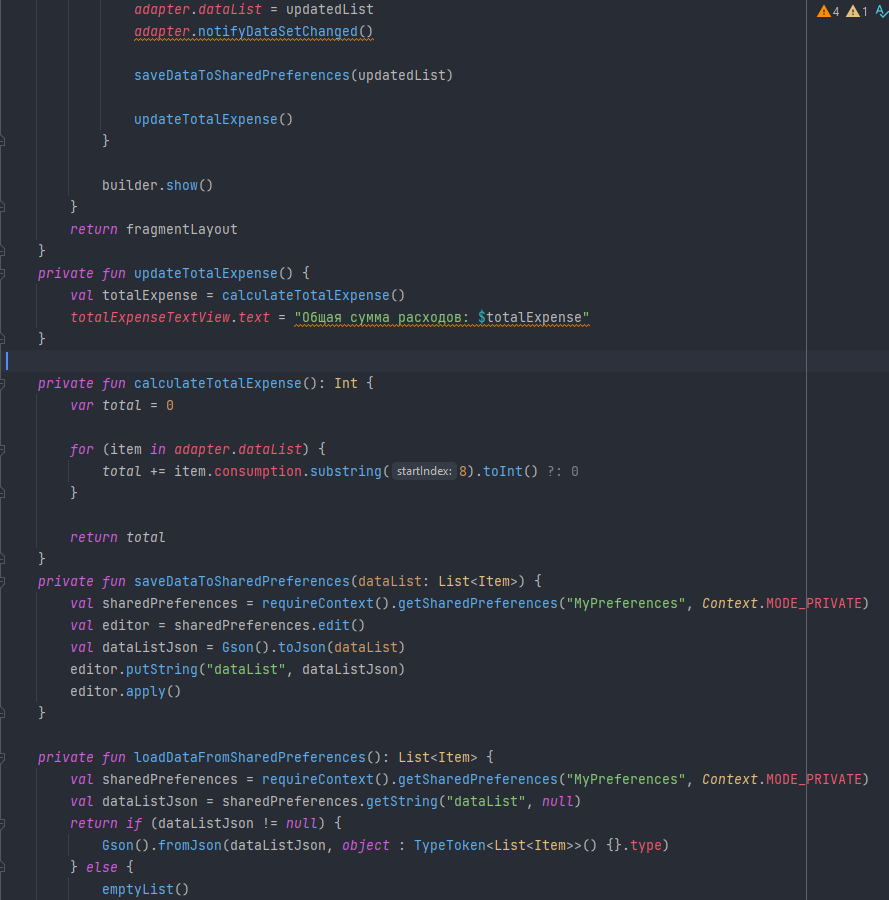 adapter.dataList = updatedList
4 1
adapter.notifyDataSetChanged()
saveDataToSharedPreferences(updatedList)
updateTotalExpense()
}
builder.show()
}
return fragmentLayout
}
private fun updateTotalExpense() {
val totalExpense = calculateTotalExpense()
totalExpenseTextView.text = "Общая сумма расходов: $totalExpense"
}
private fun calculateTotalExpense(): Int {
var total = 0
for (item in adapter.dataList) {
total += item.consumption.substring( startIndex: 8).toInt() ?: 0
}
return total
}
private fun saveDataToSharedPreferences(dataList: List<Item>) {
val sharedPreferences = requireContext().getSharedPreferences("MyPreferences", Context.MODE_PRIVATE)
val editor = sharedPreferences.edit()
val dataListJson = Gson().toJson(dataList)
editor.putString("dataList", dataListJson)
editor.apply()
}
private fun loadDataFromSharedPreferences(): List<Item> {
val sharedPreferences = requireContext().getSharedPreferences("MyPreferences", Context.MODE_PRIVATE)
val dataListJson = sharedPreferences.getString("dataList", null)
return if (dataListJson != null) {
Gson().fromJson(dataListJson, object : TypeToken<List<Item>>() {}.type)
} else {
emptyList()